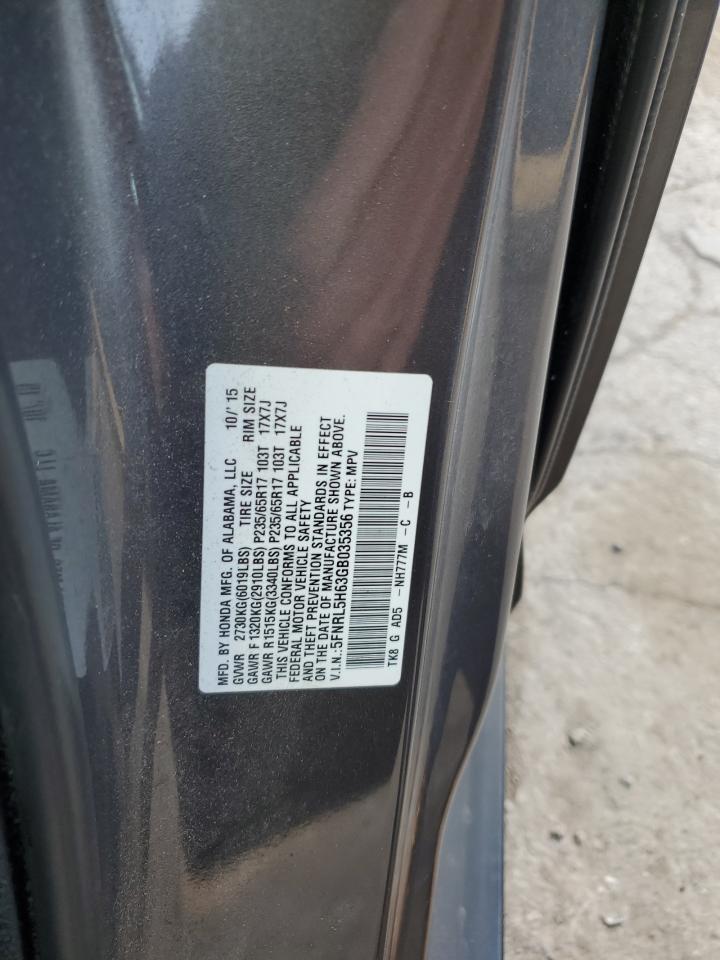 MFD. BY HONDA MFG. OF ALABAMA, LLC 10/'15
GVWR 2730KG(6019LBS) TIRE SIZE RIM SIZE
GAWR F 1320KG(2910LBS) P235/65R17 103T 17X7J
GAWR R1515KG(3340LBS) P235/65R17 103T 17X7J
THIS VEHICLE CONFORMS TO ALL APPLICABLE
FEDERAL MOTOR VEHICLE SAFETY
AND THEFT PREVENTION STANDARDS IN EFFECT
ON THE DATE OF MANUFACTURE SHOWN ABOVE.
V.I.N.:5FNRL5H63GB035356 TYPE: MPV
TK8 G AD5 -NH777M -C -B